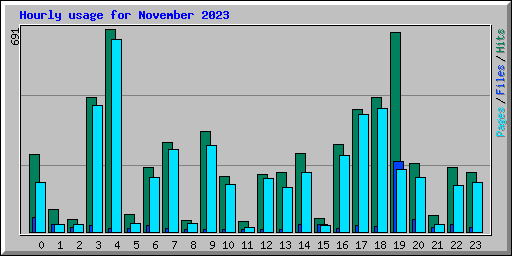 Hourly usage for November 2023
691
Pages / Files / Hits
0 1 2 3 4 5 6 7 8 9 10 11 12 13 14 15 16 17 18 19 20 21 22 23